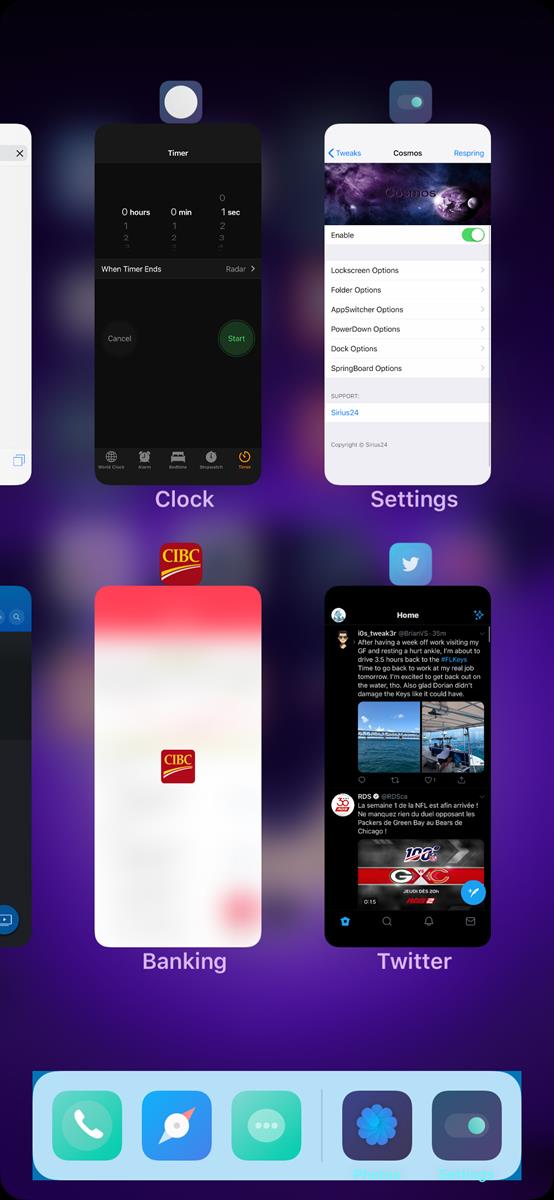 Timer
0
0 hours 0 min 1 sec
1 1 2
2 2 3
3 3
When Timer Ends Radar
Cancel Start
World Clock Alarm Bedtime Stopwatch Timer
Clock
Tweaks Cosmos Respring
Cosmos
Enable
Lockscreen Options
Folder Options
AppSwitcher Options
PowerDown Options
Dock Options
SpringBoard Options
SUPPORT:
Sirius24
Copyright © Sirius24
Settings
CIBC
CIBC
Banking
Home
i0s_tweak3r @BrianVS · 35m
After having a week off work visiting my
GF and resting a hurt ankle, I'm about to
drive 3.5 hours back to the #FLKeys
Time to go back to work at my real job
tomorrow. I'm excited to get back out on
the water, tho. Also glad Dorian didn't
damage the Keys like it could have.
1
RDS @RDSca
La semaine 1 de la NFL est afin arrivée !
Ne manquez rien du duel opposant les
Packers de Green Bay au Bears de
Chicago !
100
G C
JEUDI DÈS 20h
0:15
Twitter
Photos Settings